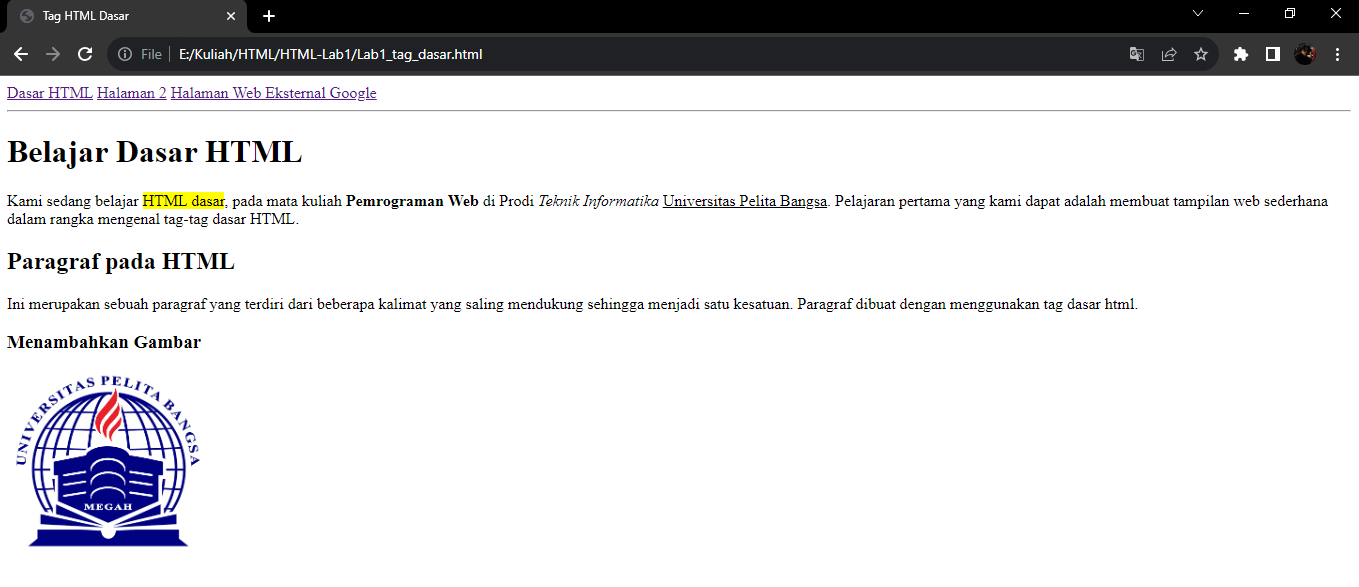 Tag HTML Dasar
File E:/Kuliah/HTML/HTML-Lab1/Lab1_tag_dasar.html
Dasar HTML Halaman 2 Halaman Web Eksternal Google
Belajar Dasar HTML
Kami sedang belajar HTML dasar, pada mata kuliah Pemrograman Web di Prodi Teknik Informatika Universitas Pelita Bangsa. Pelajaran pertama yang kami dapat adalah membuat tampilan web sederhana
dalam rangka mengenal tag-tag dasar HTML.
Paragraf pada HTML
Ini merupakan sebuah paragraf yang terdiri dari beberapa kalimat yang saling mendukung sehingga menjadi satu kesatuan. Paragraf dibuat dengan menggunakan tag dasar html.
Menambahkan Gambar
UNIVERSITAS PELITA BANGSA
MEGAH